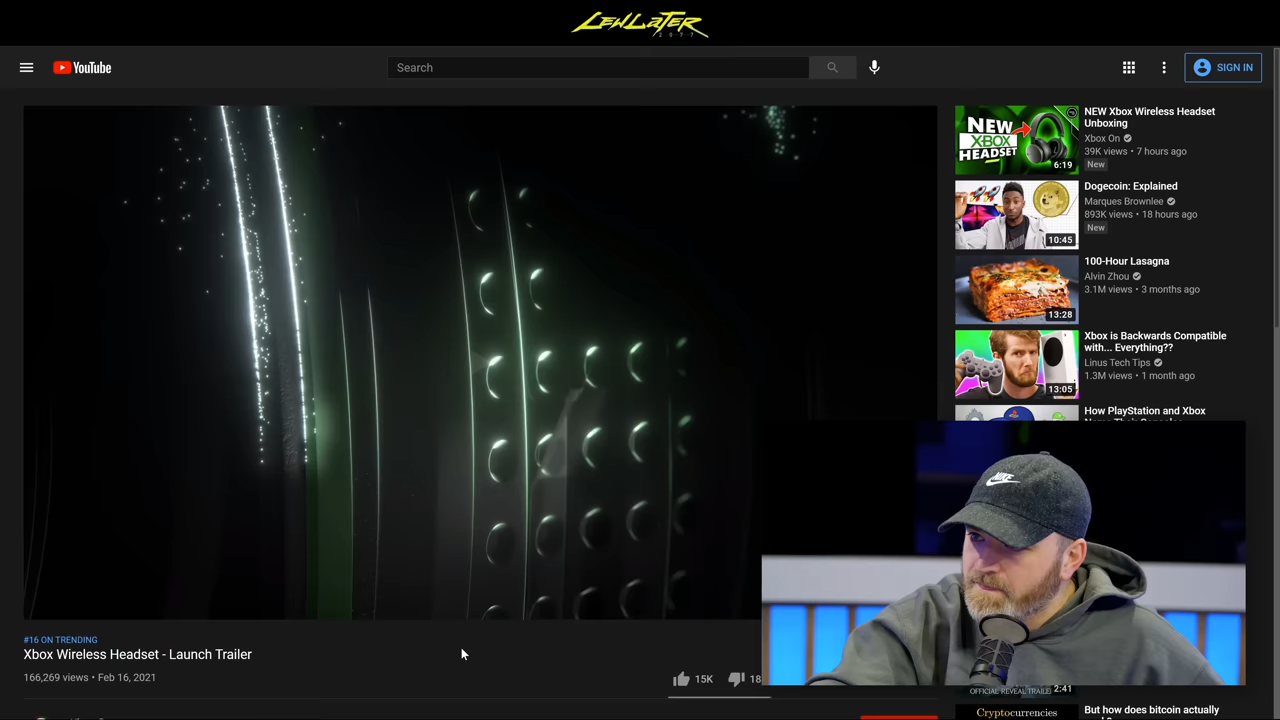 LEWLATER
2077
YouTube
Search
SIGN IN
#16 ON TRENDING
Xbox Wireless Headset - Launch Trailer
166,269 views • Feb 16, 2021
15K
18
NEW
XBOX
HEADSET
6:19
NEW Xbox Wireless Headset
Unboxing
Xbox On
39K views • 7 hours ago
New
10:45
Dogecoin: Explained
Marques Brownlee
893K views • 18 hours ago
New
13:28
100-Hour Lasagna
Alvin Zhou
3.1M views • 3 months ago
13:05
Xbox is Backwards Compatible
with... Everything??
Linus Tech Tips
1.3M views • 1 month ago
How PlayStation and Xbox
NIKE
OFFICIAL REVEAL TRAILER
2:41
Cryptocurrencies
But how does bitcoin actually